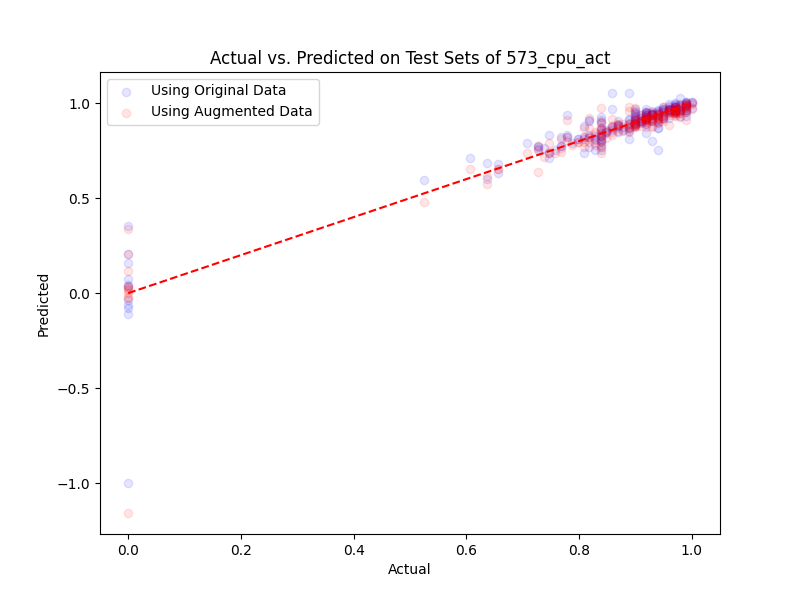 Actual vs. Predicted on Test Sets of 573_cpu_act
Using Original Data
Using Augmented Data
1.0
0.5
0.0
−0.5
−1.0
Predicted
0.0
0.2
0.4
0.6
0.8
1.0
Actual